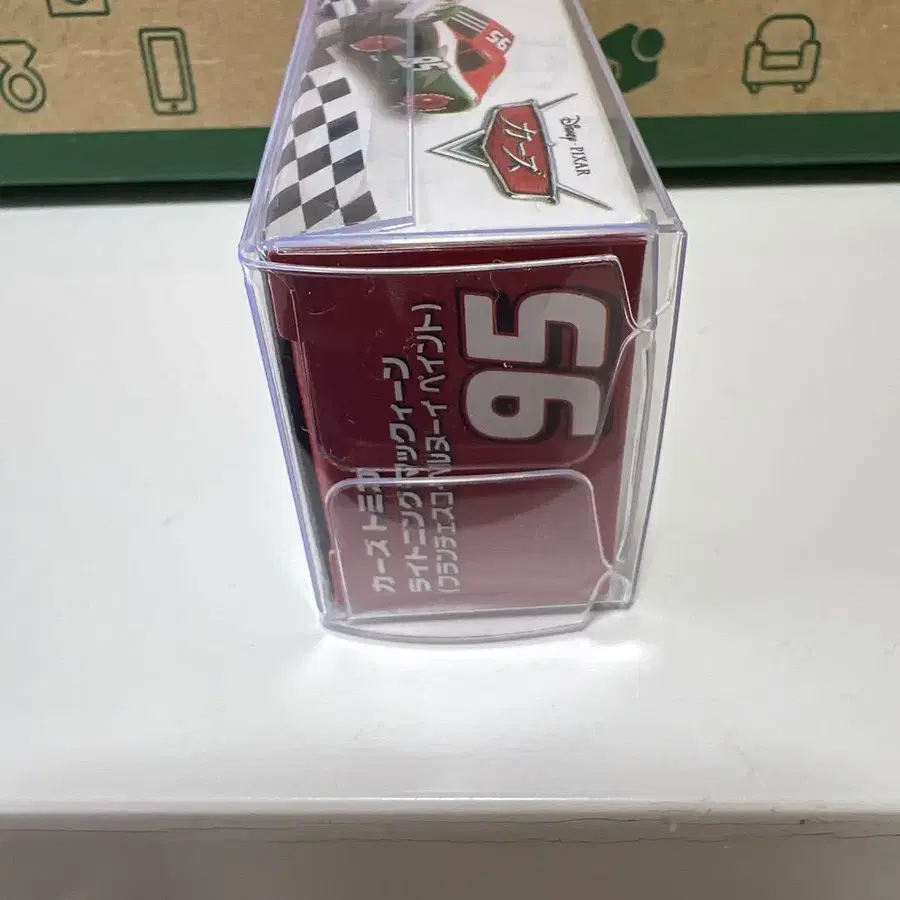 95
Disney・PIXAR
カーズ
カーズ トミカ
ライトニング マックィーン
(フランチェスコ・ベルヌーイ ペイント)
95